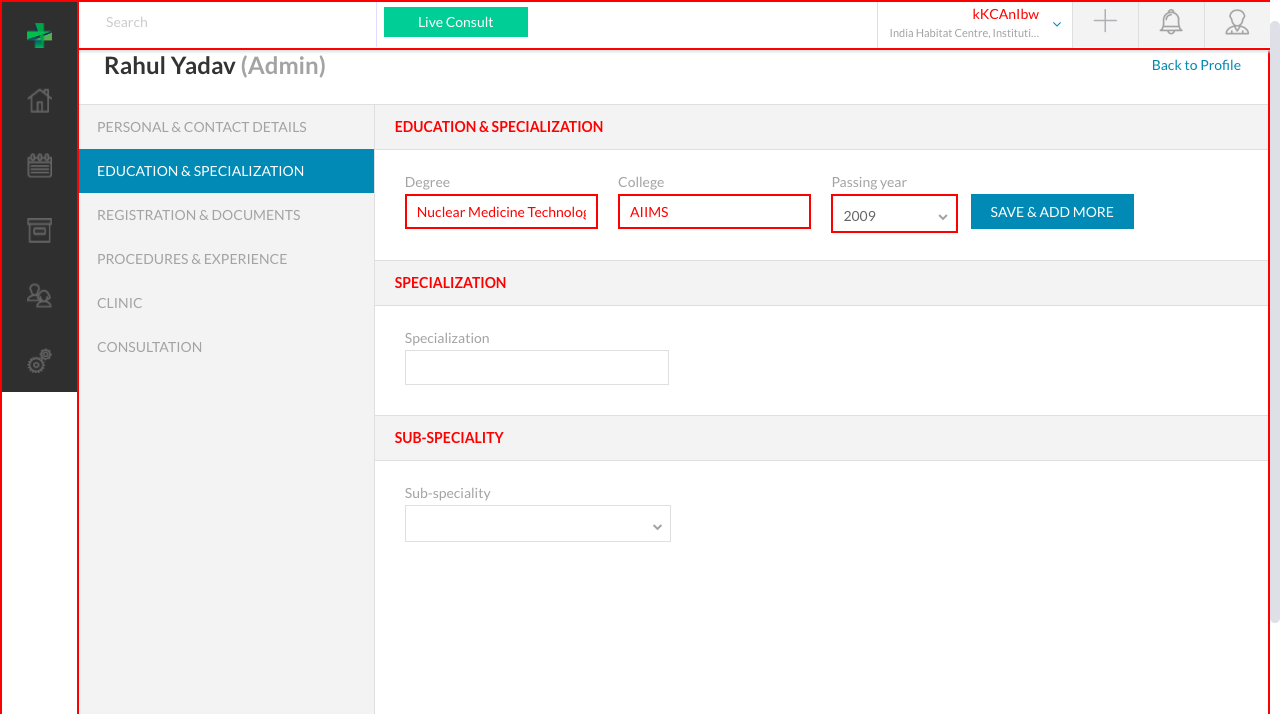 Search
Live Consult
kKCAnIbw
India Habitat Centre, Instituti...
Rahul Yadav (Admin)
Back to Profile
PERSONAL & CONTACT DETAILS
EDUCATION & SPECIALIZATION
REGISTRATION & DOCUMENTS
PROCEDURES & EXPERIENCE
CLINIC
CONSULTATION
EDUCATION & SPECIALIZATION
Degree
College
Passing year
Nuclear Medicine Technolog
AIIMS
2009
SAVE & ADD MORE
SPECIALIZATION
Specialization
SUB-SPECIALITY
Sub-speciality